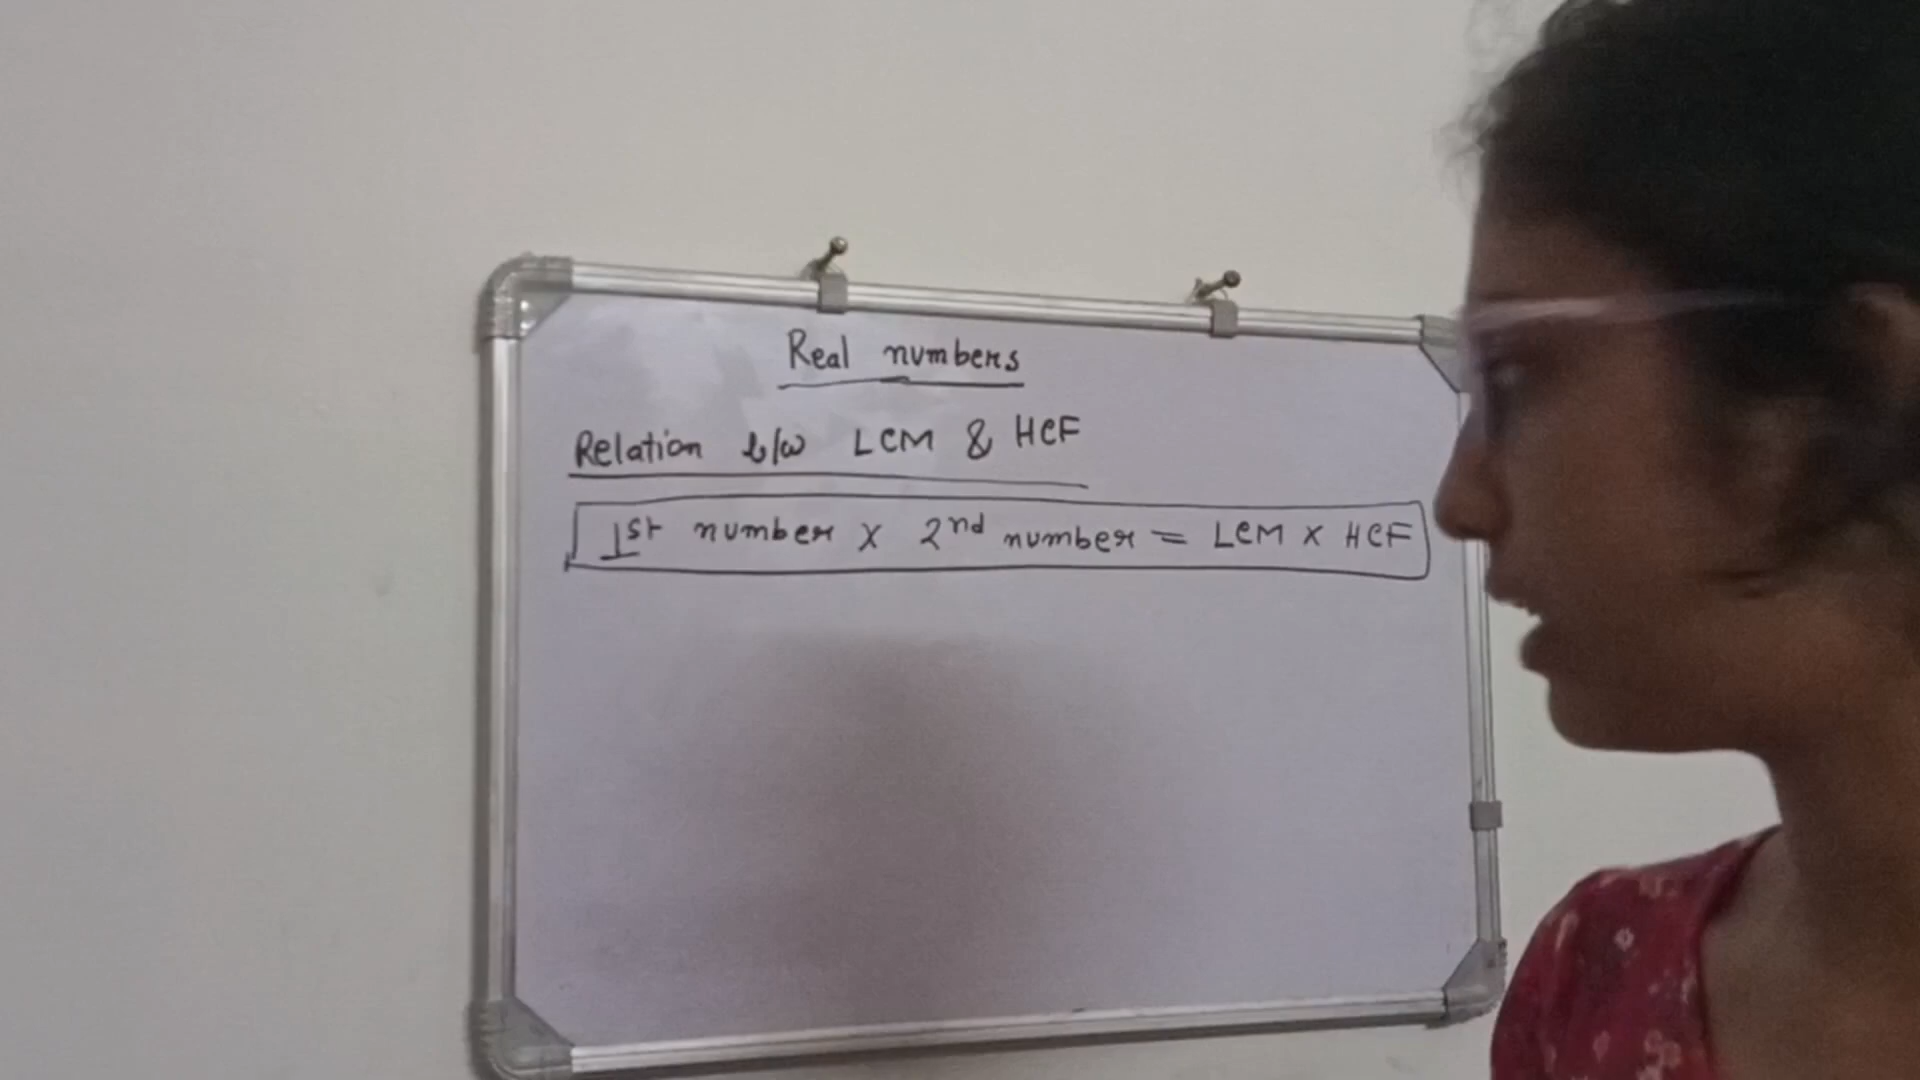 Real numbers
Relation b/w LCM & HCF
1st number X 2nd number = LCM X HCF